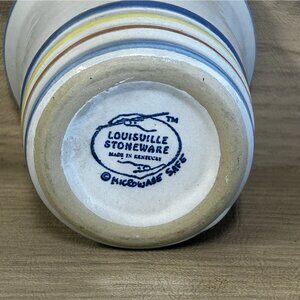 TM
LOUISVILLE
STONEWARE
MADE IN KENTUCKY
© MICROWAVE SAFE